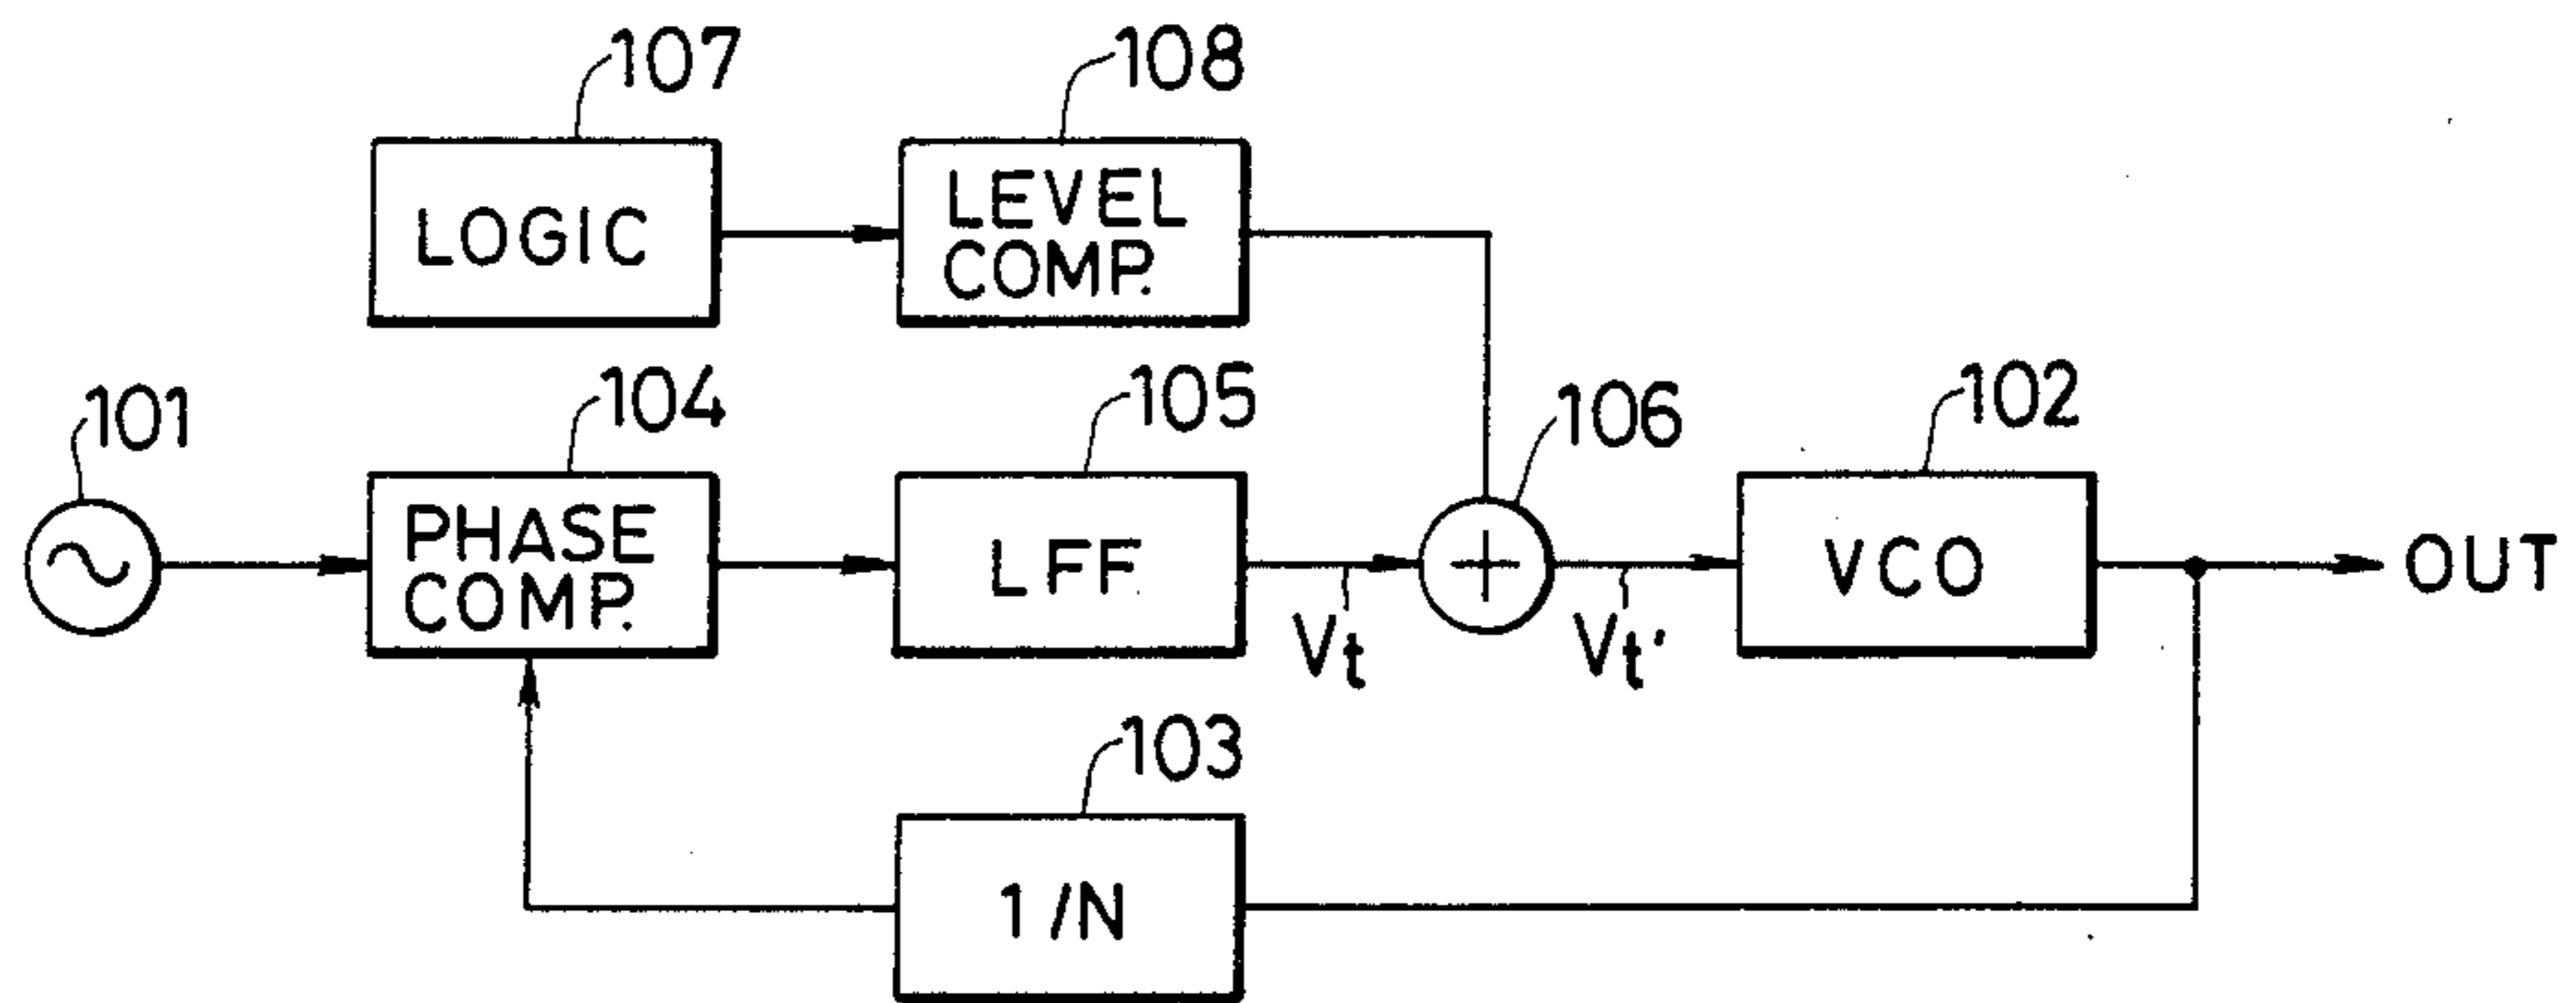 107
108
LOGIC
LEVEL
COMP.
101
104
105
106
102
PHASE
COMP.
LFF
VCO
OUT
Vt
Vt'
103
1/N